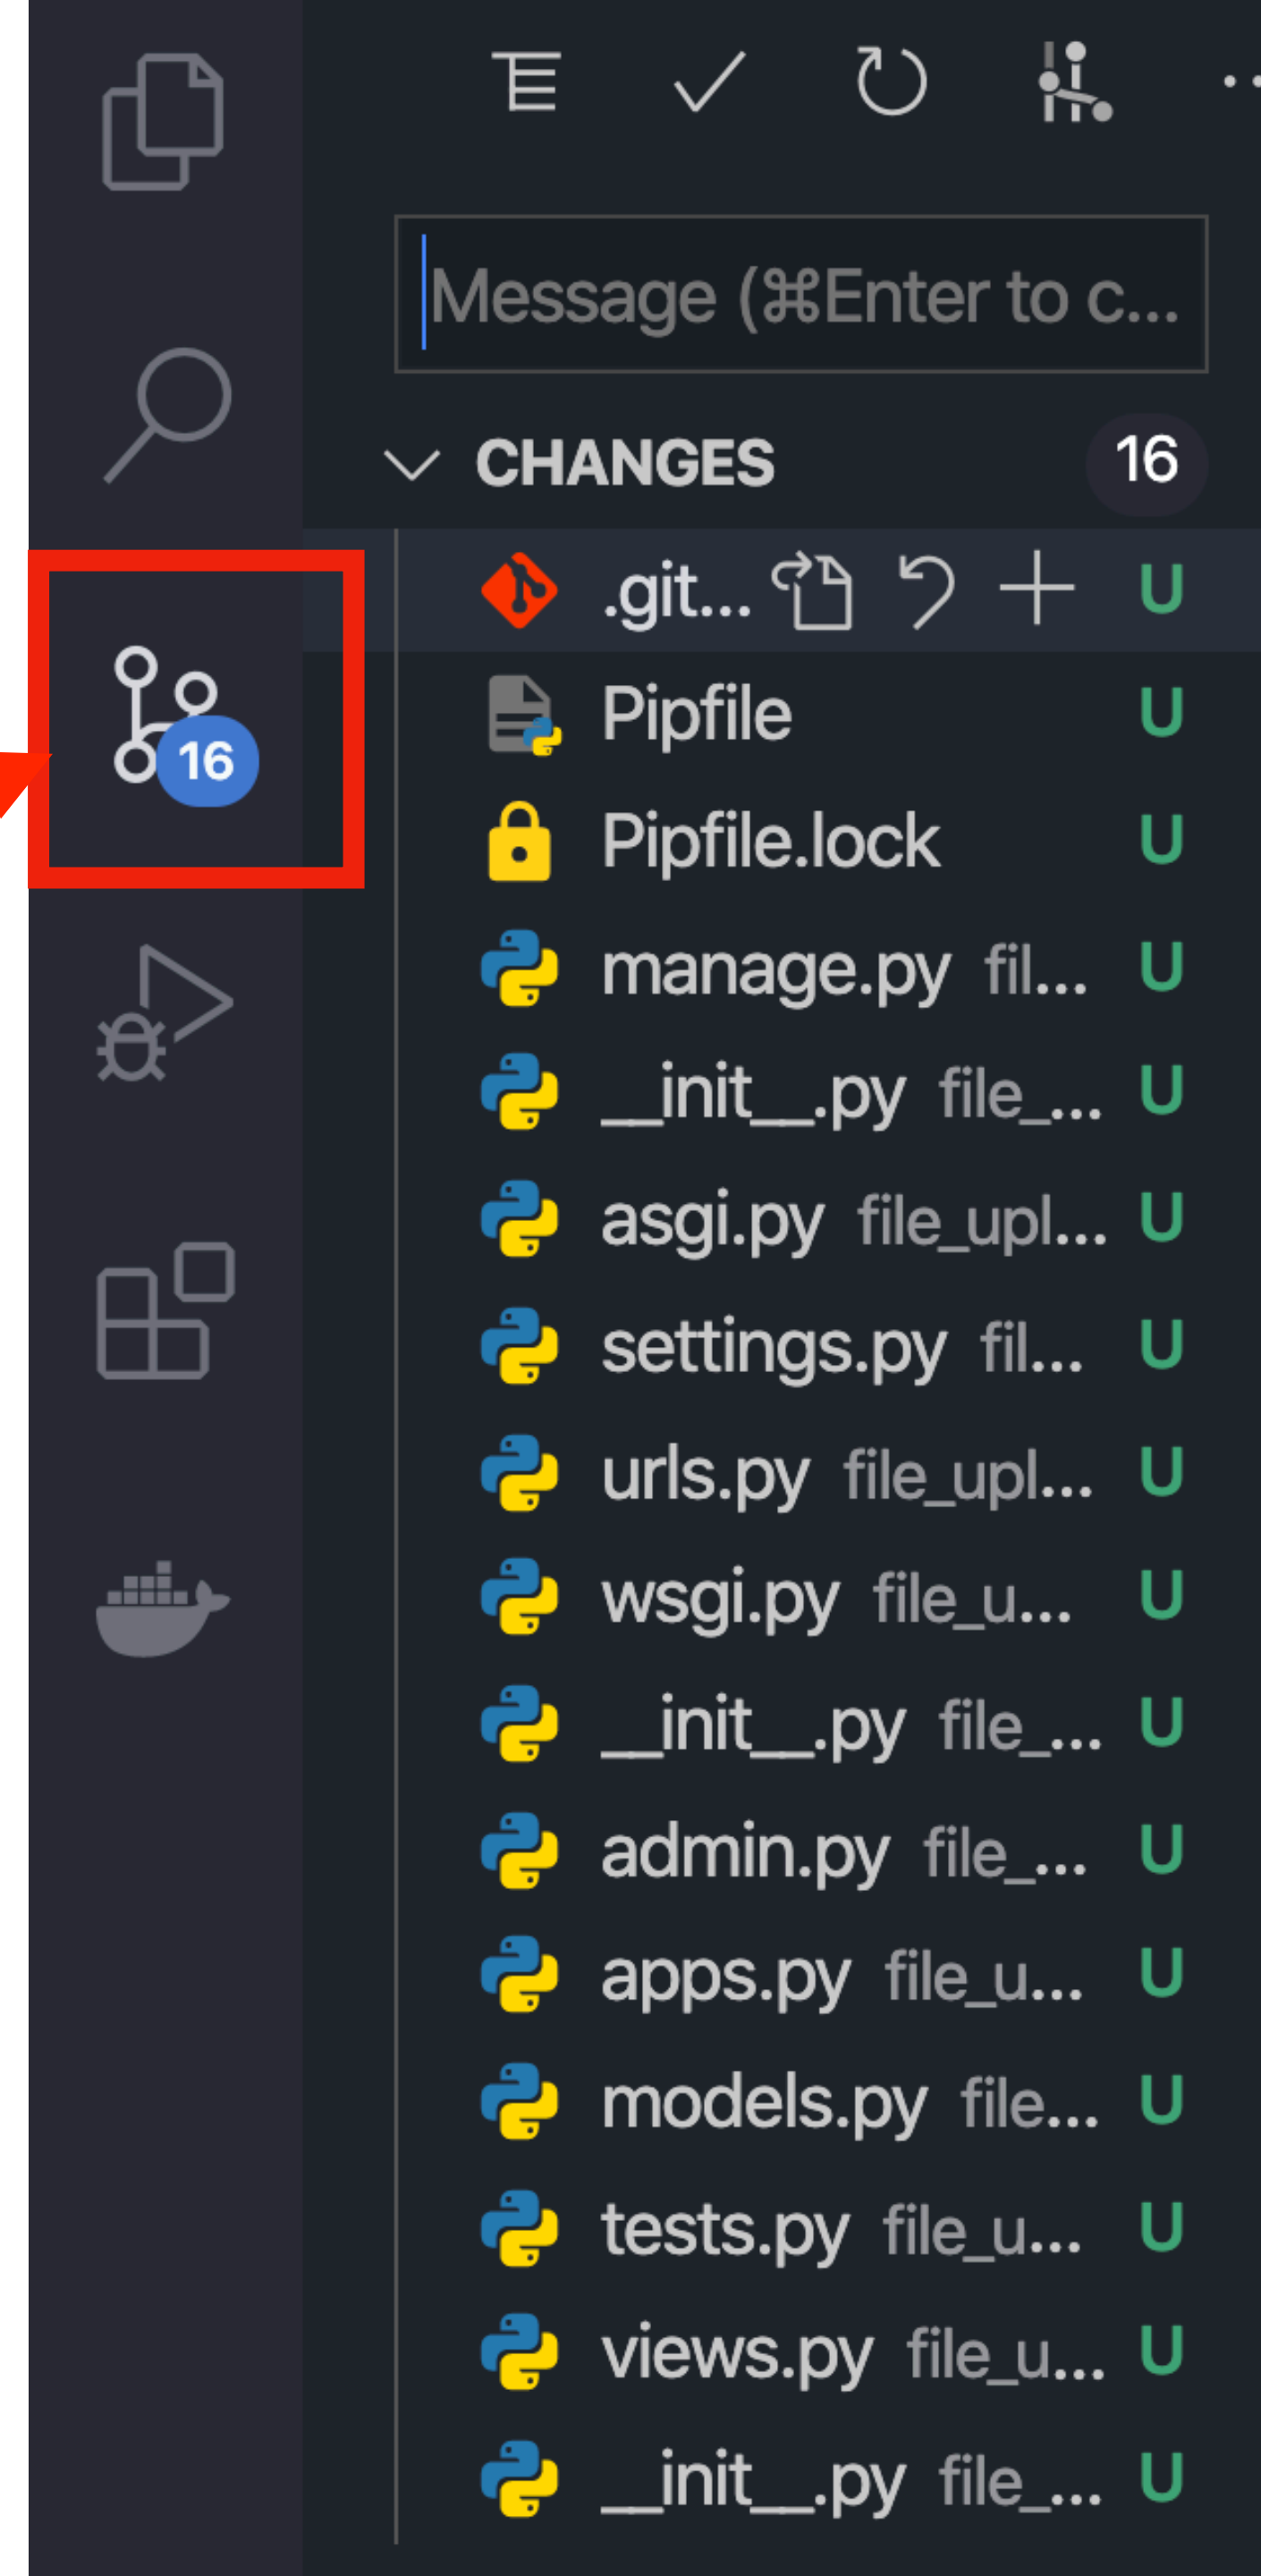 Message (⌘Enter to c...
CHANGES 16
.git... U
16
Pipfile U
Pipfile.lock U
manage.py fil... U
__init__.py file_... U
asgi.py file_upl... U
settings.py fil... U
urls.py file_upl... U
wsgi.py file_u... U
__init__.py file_... U
admin.py file_... U
apps.py file_u... U
models.py file... U
tests.py file_u... U
views.py file_u... U
__init__.py file_... U